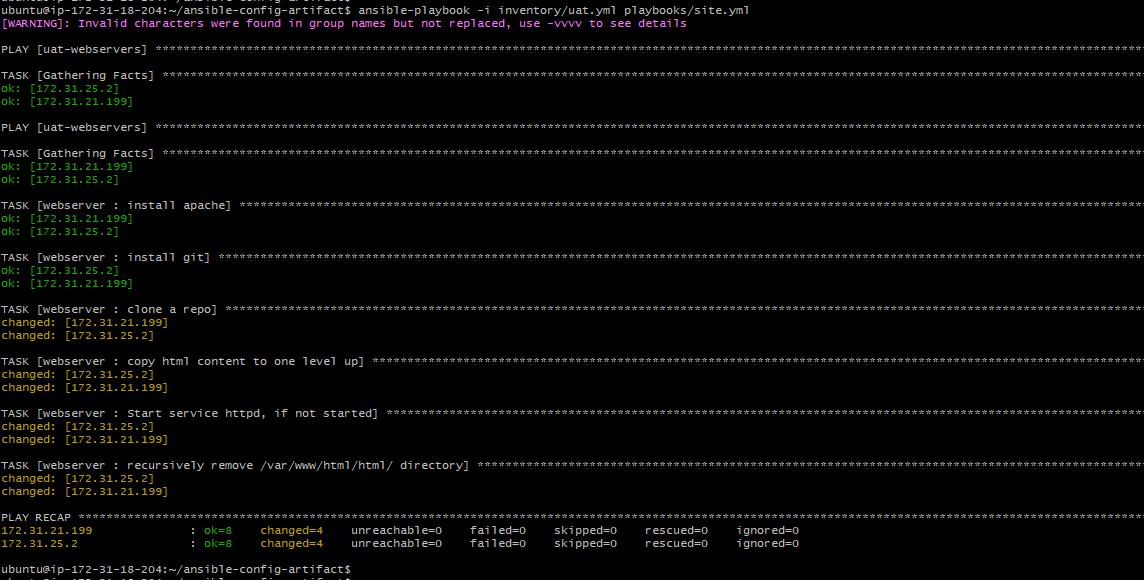 ubuntu@ip-172-31-18-204:~/ansible-config-artifact$ ansible-playbook -i inventory/uat.yml playbooks/site.yml
[WARNING]: Invalid characters were found in group names but not replaced, use -vvvv to see details
PLAY [uat-webservers] ****************************************************************************************************
TASK [Gathering Facts] ***************************************************************************************************
ok: [172.31.25.2]
ok: [172.31.21.199]
PLAY [uat-webservers] ****************************************************************************************************
TASK [Gathering Facts] ***************************************************************************************************
ok: [172.31.21.199]
ok: [172.31.25.2]
TASK [webserver : install apache] ****************************************************************************************
ok: [172.31.21.199]
ok: [172.31.25.2]
TASK [webserver : install git] *******************************************************************************************
ok: [172.31.25.2]
ok: [172.31.21.199]
TASK [webserver : clone a repo] ******************************************************************************************
changed: [172.31.21.199]
changed: [172.31.25.2]
TASK [webserver : copy html content to one level up] *********************************************************************
changed: [172.31.25.2]
changed: [172.31.21.199]
TASK [webserver : Start service httpd, if not started] *******************************************************************
changed: [172.31.25.2]
changed: [172.31.21.199]
TASK [webserver : recursively remove /var/www/html/html/ directory] ******************************************************
changed: [172.31.25.2]
changed: [172.31.21.199]
PLAY RECAP ***************************************************************************************************************
172.31.21.199 : ok=8 changed=4 unreachable=0 failed=0 skipped=0 rescued=0 ignored=0
172.31.25.2 : ok=8 changed=4 unreachable=0 failed=0 skipped=0 rescued=0 ignored=0
ubuntu@ip-172-31-18-204:~/ansible-config-artifact$